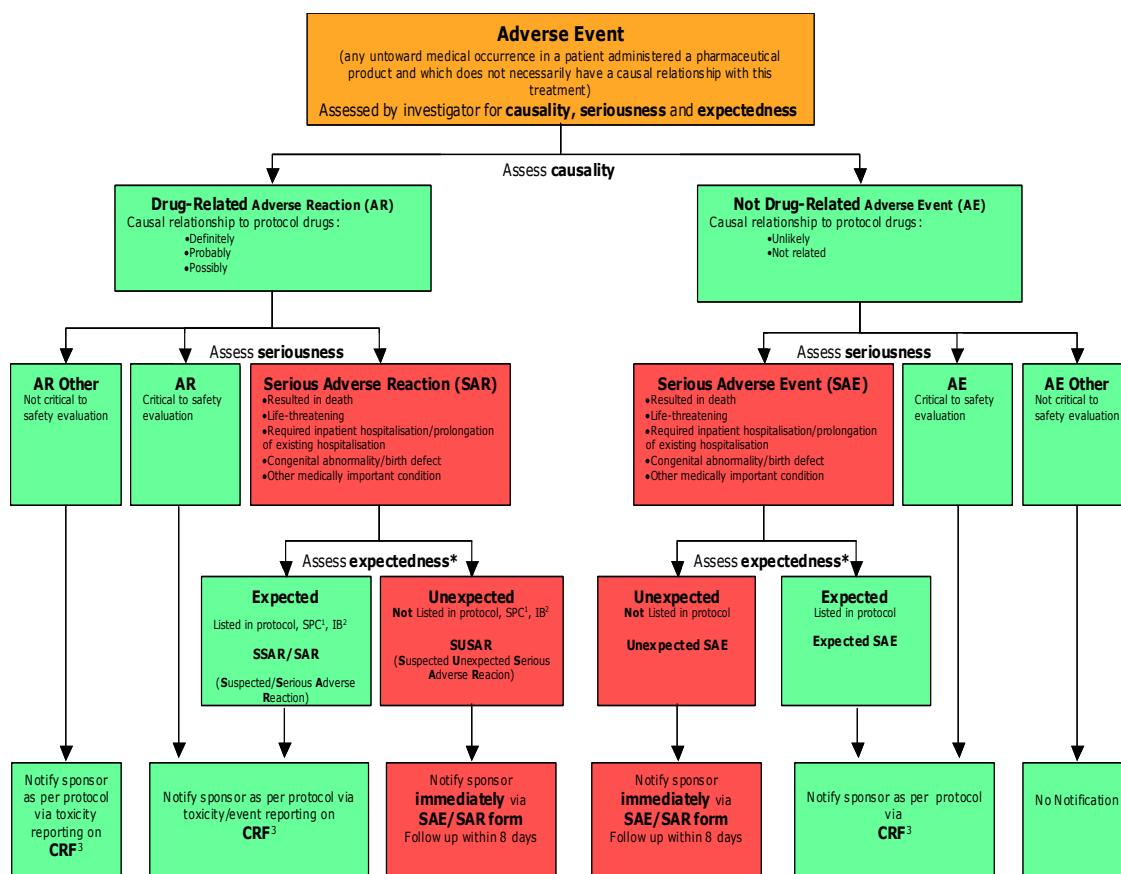 Adverse Event
(any untoward medical occurrence in a patient administered a pharmaceutical
product and which does not necessarily have a causal relationship with this
treatment)
Assessed by investigator for causality, seriousness and expectedness
Assess causality
Drug-Related Adverse Reaction (AR)
Causal relationship to protocol drugs :
•Definitely
•Probably
•Possibly
Not Drug-Related Adverse Event (AE)
Causal relationship to protocol drugs:
•Unlikely
•Not related
Assess seriousness
Assess seriousness
AR Other
Not critical to
safety evaluation
AR
Critical to safety
evaluation
Serious Adverse Reaction (SAR)
•Resulted in death
•Life-threatening
•Required inpatient hospitalisation/prolongation
of existing hospitalisation
•Congenital abnormality/birth defect
•Other medically important condition
Serious Adverse Event (SAE)
•Resulted in death
•Life-threatening
•Required inpatient hospitalisation/prolongation
of existing hospitalisation
•Congenital abnormality/birth defect
•Other medically important condition
AE
Critical to safety
evaluation
AE Other
Not critical to
safety evaluation
Assess expectedness*
Assess expectedness*
Expected
Listed in protocol, SPC¹, IB²
SSAR/SAR
(Suspected/Serious Adverse
Reaction)
Unexpected
Not Listed in protocol, SPC¹, IB²
SUSAR
(Suspected Unexpected Serious
Adverse Reacion)
Unexpected
Not Listed in protocol
Unexpected SAE
Expected
Listed in protocol
Expected SAE
Notify sponsor
as per protocol
via toxicity
reporting on
CRF³
Notify sponsor as per protocol via
toxicity/event reporting on
CRF³
Notify sponsor
immediately via
SAE/SAR form
Follow up within 8 days
Notify sponsor
immediately via
SAE/SAR form
Follow up within 8 days
Notify sponsor as per protocol
via
CRF³
No Notification